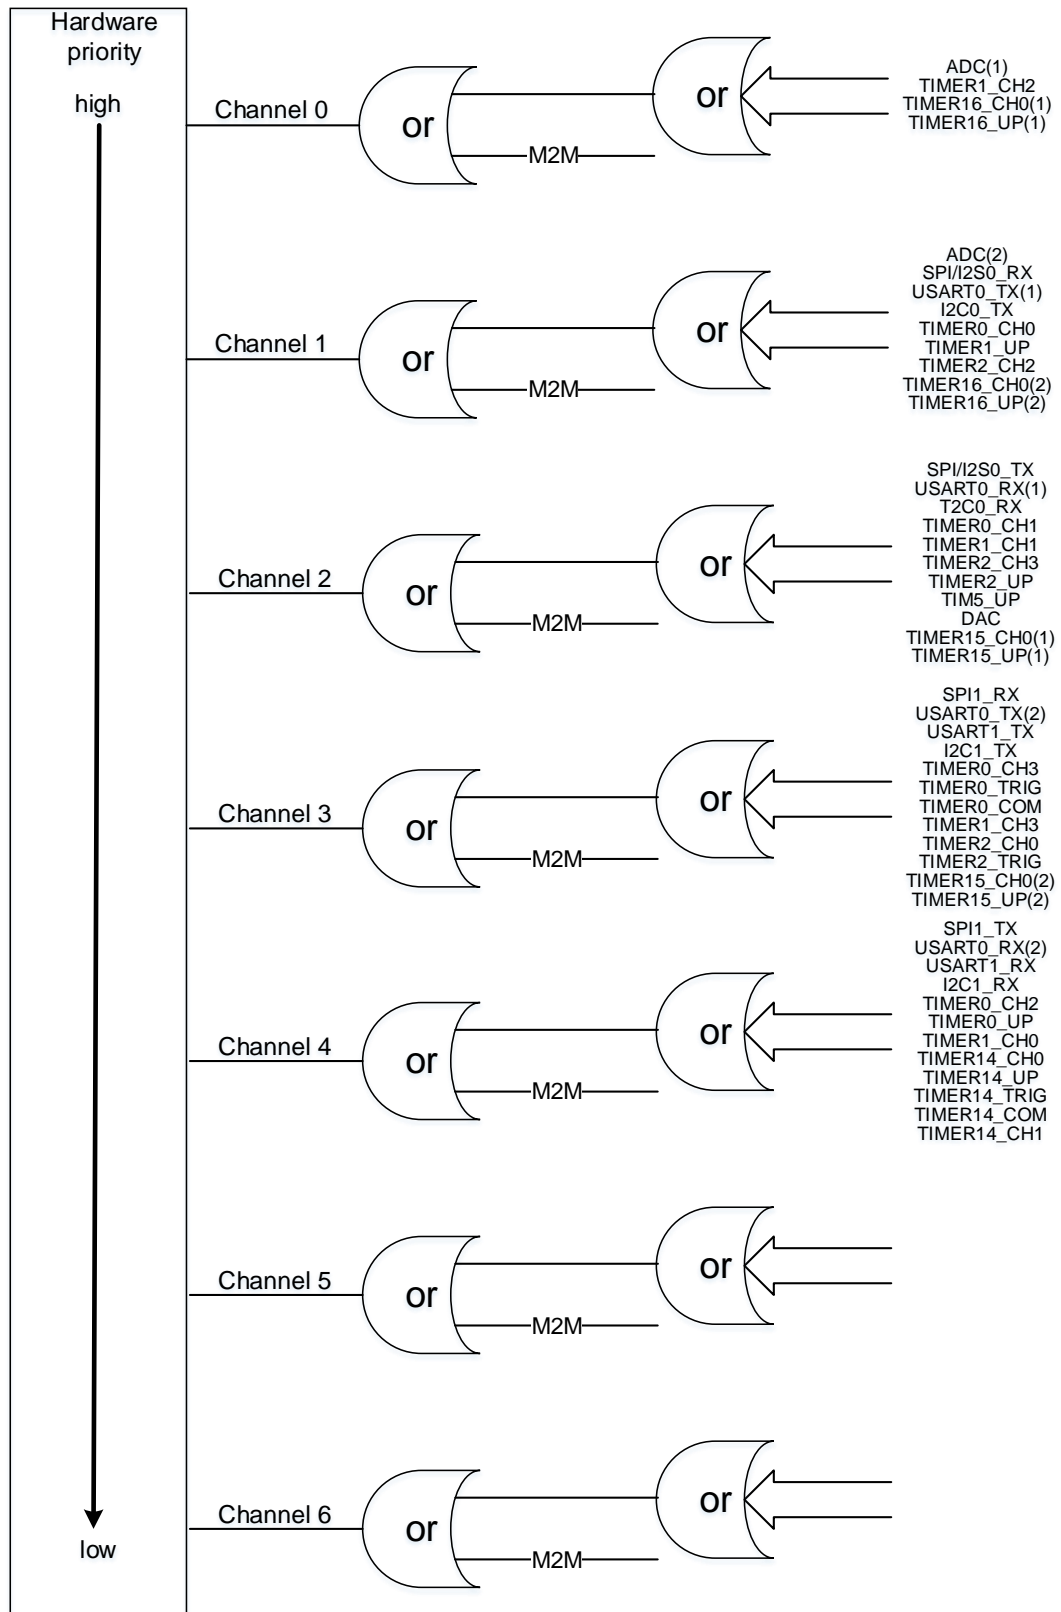 Hardware
priority
high
Channel 0
or
M2M
or
ADC(1)
TIMER1_CH2
TIMER16_CH0(1)
TIMER16_UP(1)
Channel 1
or
M2M
or
ADC(2)
SPI/I2S0_RX
USART0_TX(1)
I2C0_TX
TIMER0_CH0
TIMER1_UP
TIMER2_CH2
TIMER16_CH0(2)
TIMER16_UP(2)
Channel 2
or
M2M
or
SPI/I2S0_TX
USART0_RX(1)
T2C0_RX
TIMER0_CH1
TIMER1_CH1
TIMER2_CH3
TIMER2_UP
TIM5_UP
DAC
TIMER15_CH0(1)
TIMER15_UP(1)
Channel 3
or
M2M
or
SPI1_RX
USART0_TX(2)
USART1_TX
I2C1_TX
TIMER0_CH3
TIMER0_TRIG
TIMER0_COM
TIMER1_CH3
TIMER2_CH0
TIMER2_TRIG
TIMER15_CH0(2)
TIMER15_UP(2)
Channel 4
or
M2M
or
SPI1_TX
USART0_RX(2)
USART1_RX
I2C1_RX
TIMER0_CH2
TIMER0_UP
TIMER1_CH0
TIMER14_CH0
TIMER14_UP
TIMER14_TRIG
TIMER14_COM
TIMER14_CH1
Channel 5
or
M2M
or
Channel 6
or
M2M
or
low